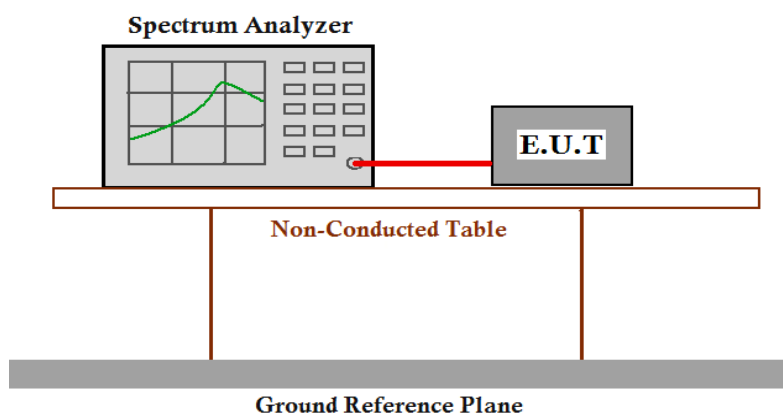 Spectrum Analyzer
E.U.T
Non-Conducted Table
Ground Reference Plane